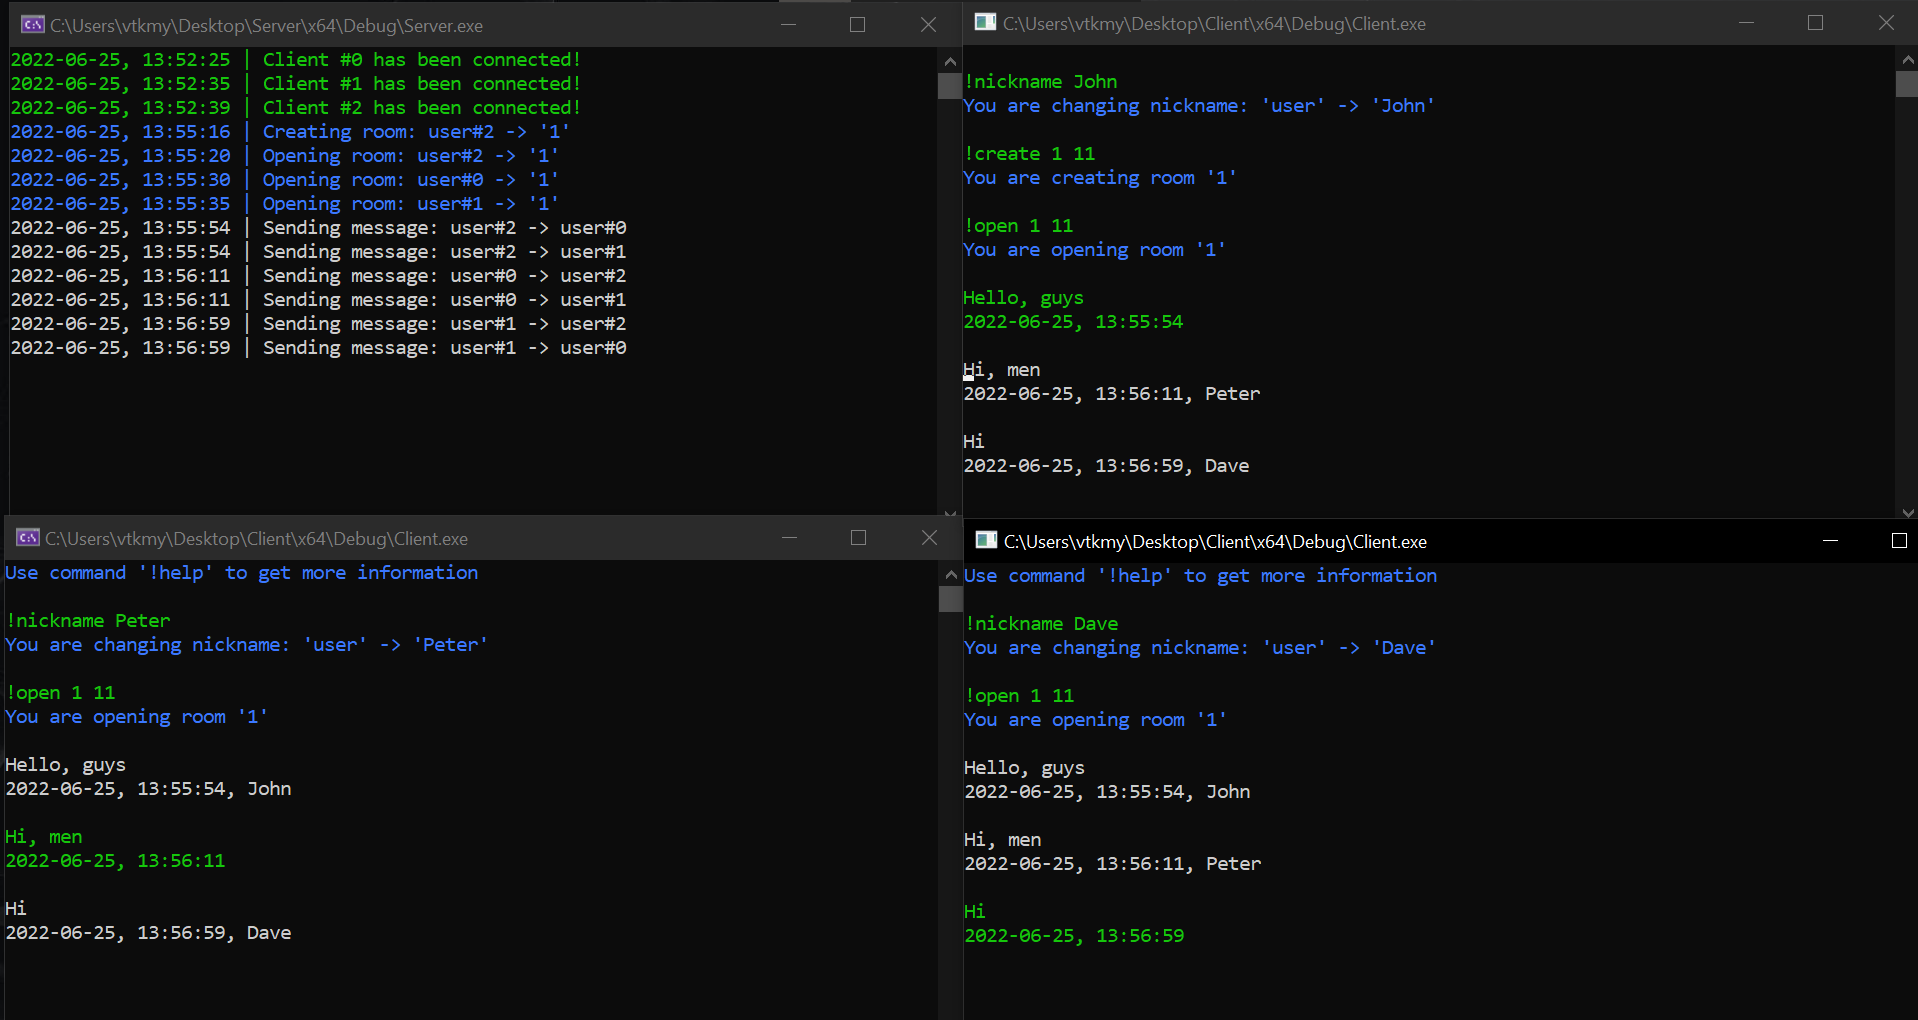 C:\Users\vtkmy\Desktop\Server\x64\Debug\Server.exe
2022-06-25, 13:52:25 | Client #0 has been connected!
2022-06-25, 13:52:35 | Client #1 has been connected!
2022-06-25, 13:52:39 | Client #2 has been connected!
2022-06-25, 13:55:16 | Creating room: user#2 -> '1'
2022-06-25, 13:55:20 | Opening room: user#2 -> '1'
2022-06-25, 13:55:30 | Opening room: user#0 -> '1'
2022-06-25, 13:55:35 | Opening room: user#1 -> '1'
2022-06-25, 13:55:54 | Sending message: user#2 -> user#0
2022-06-25, 13:55:54 | Sending message: user#2 -> user#1
2022-06-25, 13:56:11 | Sending message: user#0 -> user#2
2022-06-25, 13:56:11 | Sending message: user#0 -> user#1
2022-06-25, 13:56:59 | Sending message: user#1 -> user#2
2022-06-25, 13:56:59 | Sending message: user#1 -> user#0
C:\Users\vtkmy\Desktop\Client\x64\Debug\Client.exe
!nickname John
You are changing nickname: 'user' -> 'John'
!create 1 11
You are creating room '1'
!open 1 11
You are opening room '1'
Hello, guys
2022-06-25, 13:55:54
Hi, men
2022-06-25, 13:56:11, Peter
Hi
2022-06-25, 13:56:59, Dave
C:\Users\vtkmy\Desktop\Client\x64\Debug\Client.exe
Use command '!help' to get more information
!nickname Peter
You are changing nickname: 'user' -> 'Peter'
!open 1 11
You are opening room '1'
Hello, guys
2022-06-25, 13:55:54, John
Hi, men
2022-06-25, 13:56:11
Hi
2022-06-25, 13:56:59, Dave
C:\Users\vtkmy\Desktop\Client\x64\Debug\Client.exe
Use command '!help' to get more information
!nickname Dave
You are changing nickname: 'user' -> 'Dave'
!open 1 11
You are opening room '1'
Hello, guys
2022-06-25, 13:55:54, John
Hi, men
2022-06-25, 13:56:11, Peter
Hi
2022-06-25, 13:56:59